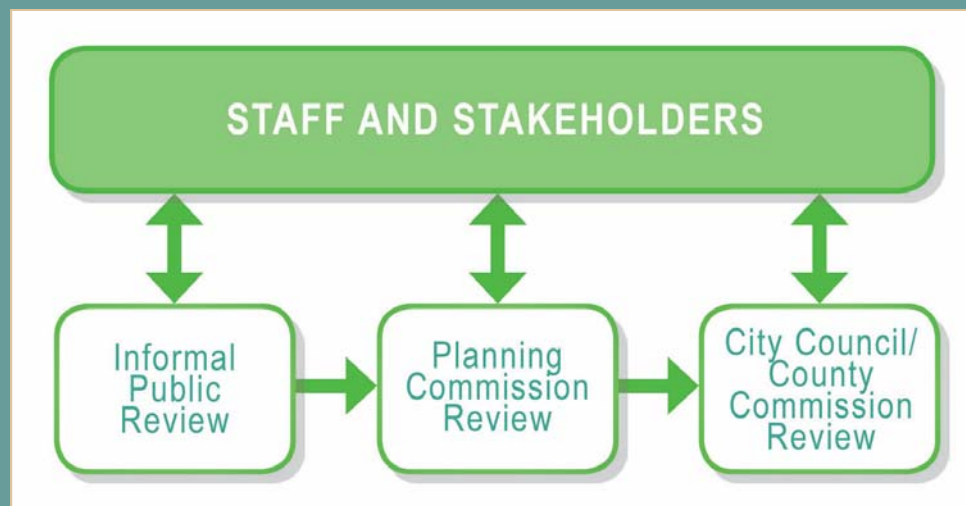 STAFF AND STAKEHOLDERS
Informal
Public
Review
Planning
Commission
Review
City Council/
County
Commission
Review